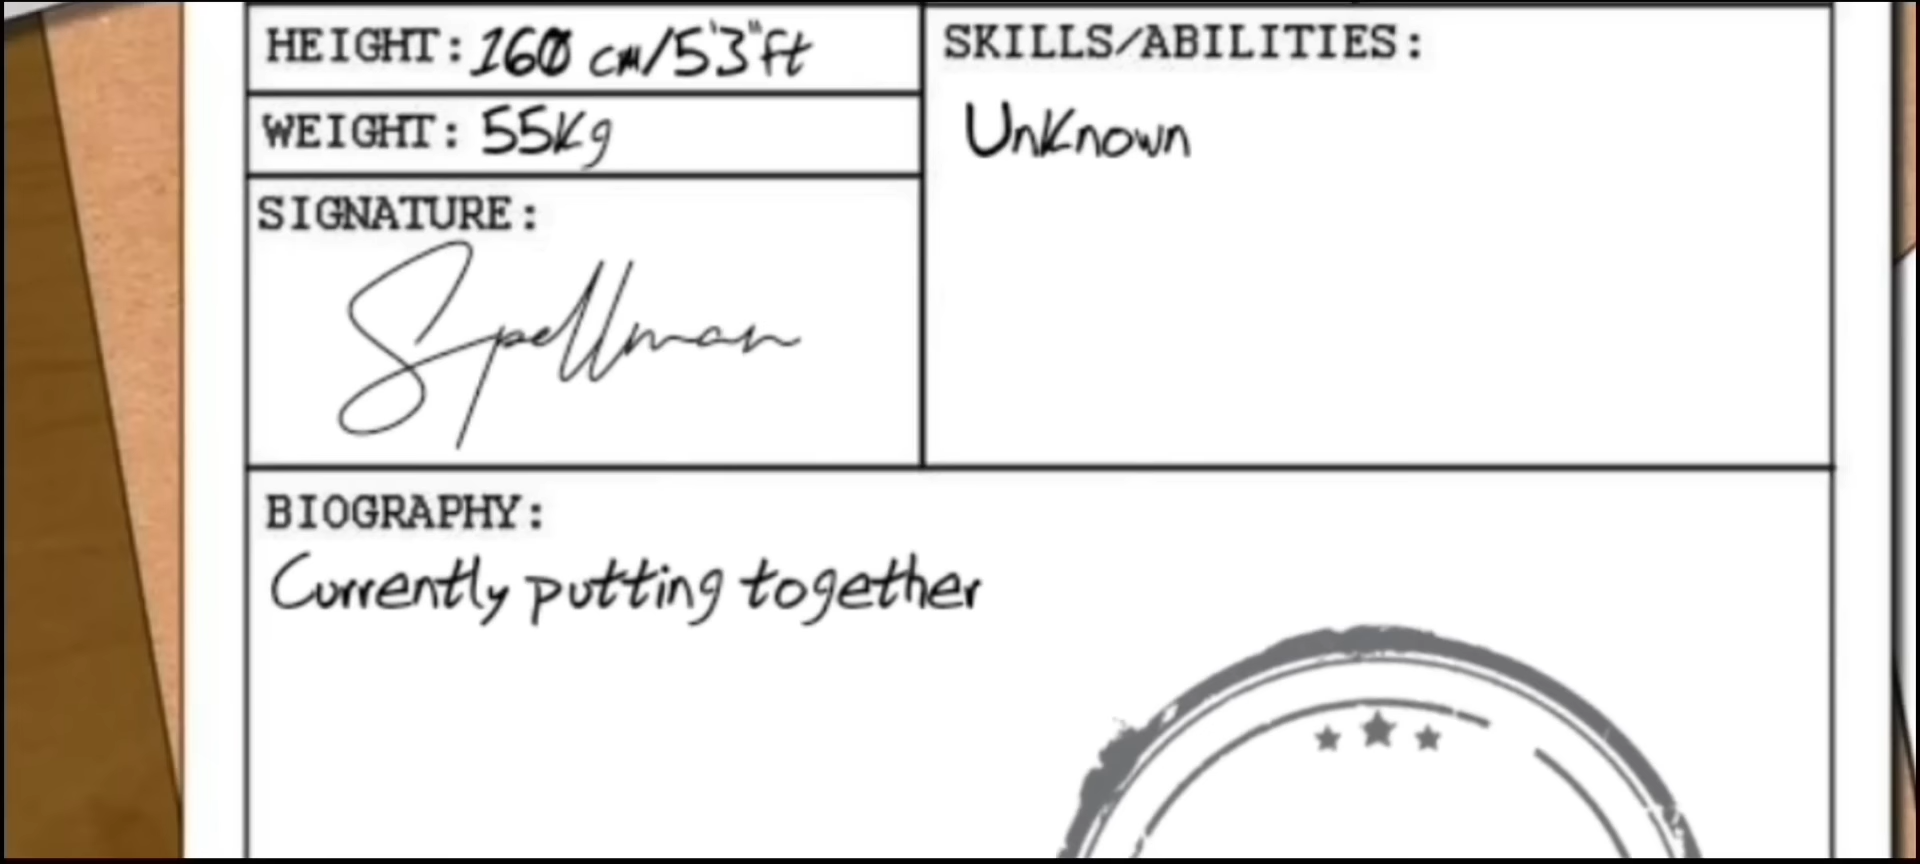 HEIGHT: 160 cm/5'3"ft
WEIGHT: 55Kg
SIGNATURE:
Spellman
SKILLS/ABILITIES:
Unknown
BIOGRAPHY:
Currently putting together